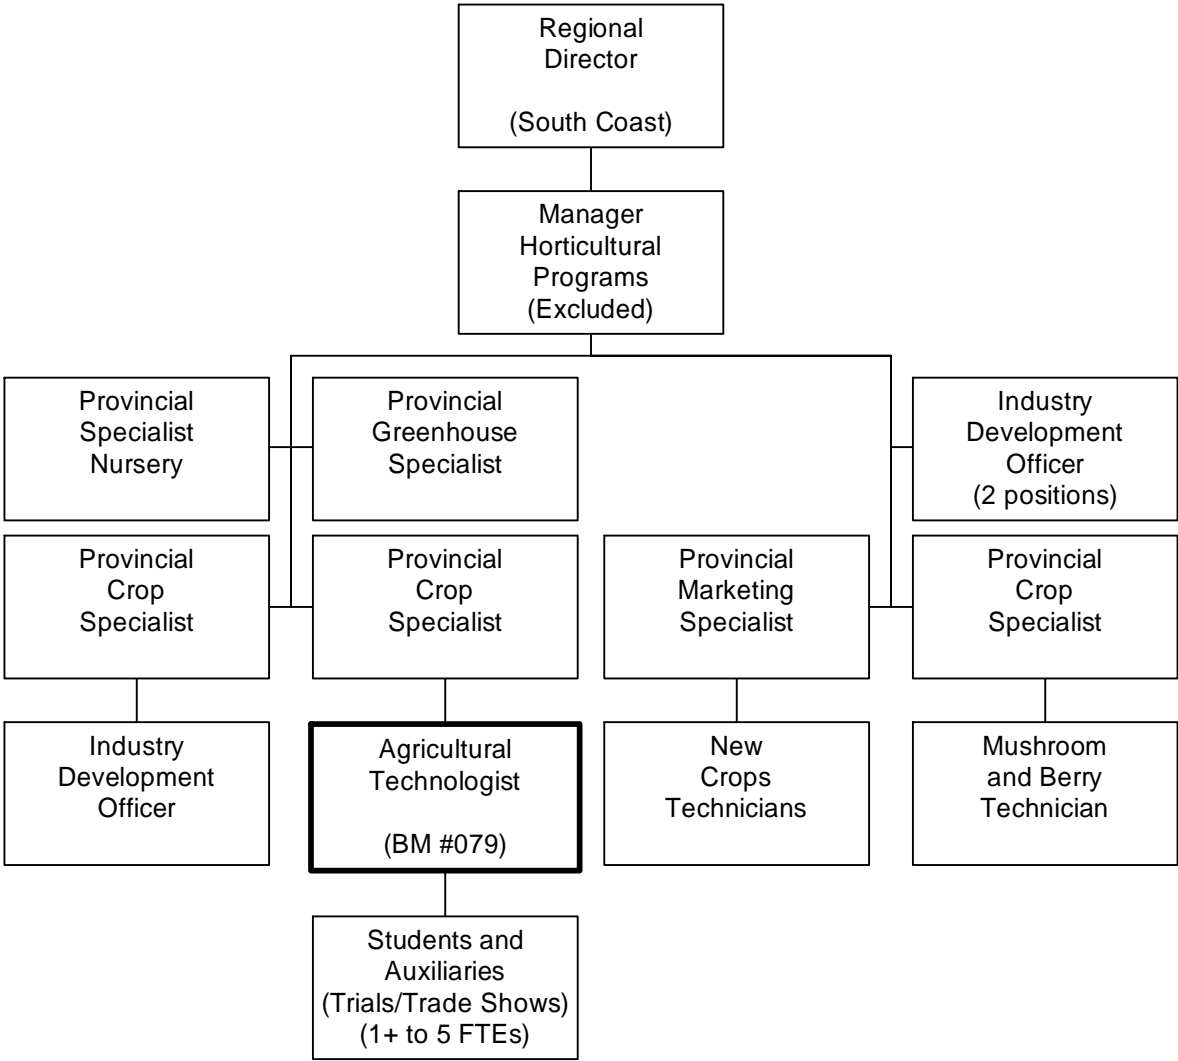 Regional
Director
(South Coast)
Manager
Horticultural
Programs
(Excluded)
Provincial
Specialist
Nursery
Provincial
Greenhouse
Specialist
Industry
Development
Officer
(2 positions)
Provincial
Crop
Specialist
Provincial
Crop
Specialist
Provincial
Marketing
Specialist
Provincial
Crop
Specialist
Industry
Development
Officer
Agricultural
Technologist
(BM #079)
New
Crops
Technicians
Mushroom
and Berry
Technician
Students and
Auxiliaries
(Trials/Trade Shows)
(1+ to 5 FTEs)